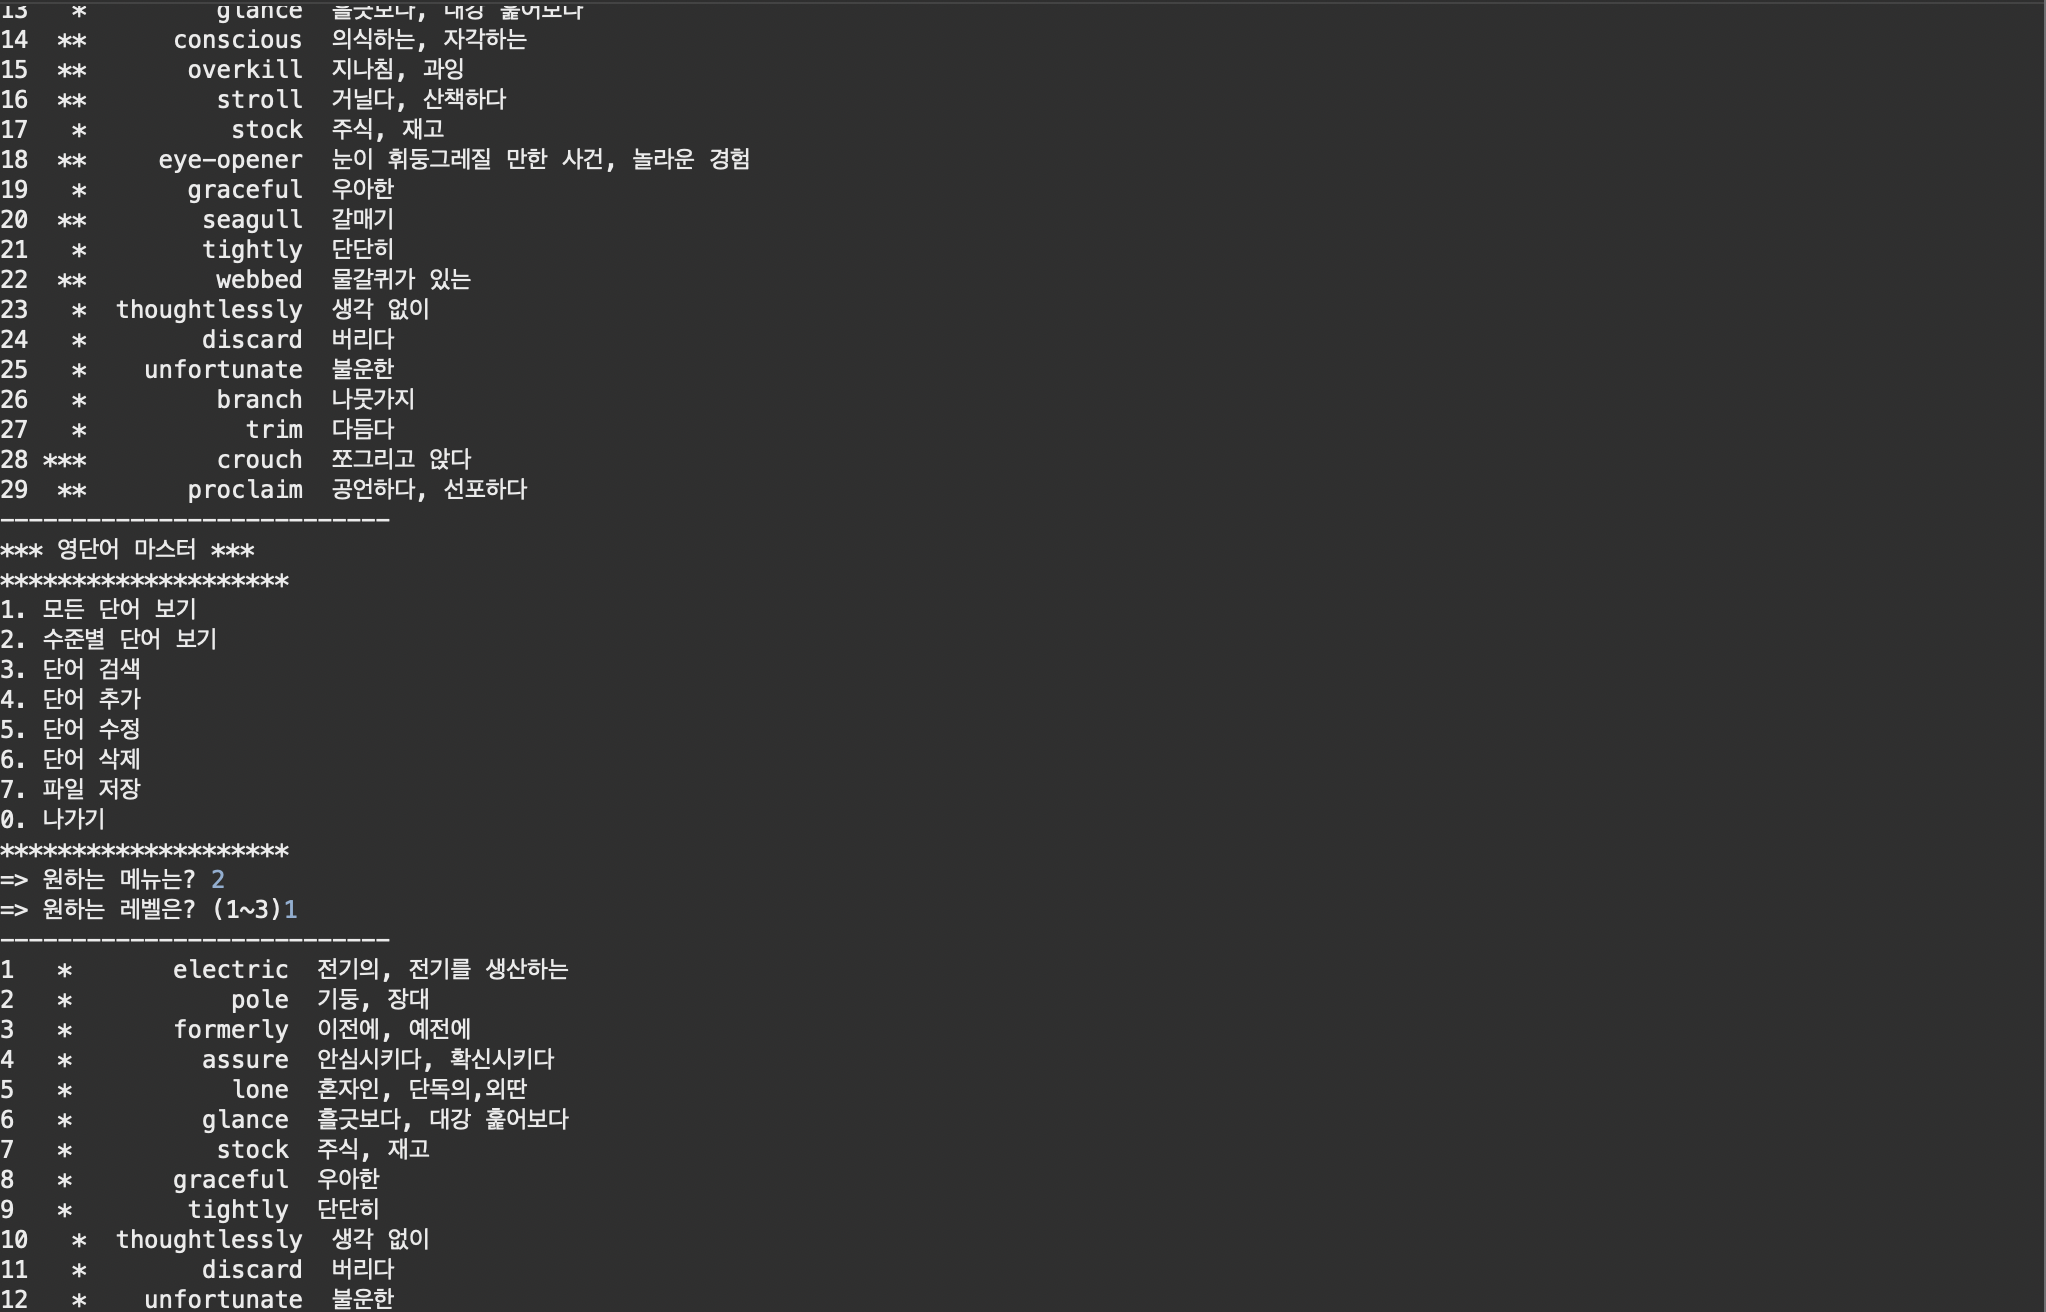 13   *         glance  흘긋보다, 대강 훑어보다
14  **      conscious  의식하는, 자각하는
15  **       overkill  지나침, 과잉
16  **         stroll  거닐다, 산책하다
17   *          stock  주식, 재고
18  **     eye-opener  눈이 휘둥그레질 만한 사건, 놀라운 경험
19   *       graceful  우아한
20  **        seagull  갈매기
21   *        tightly  단단히
22  **         webbed  물갈퀴가 있는
23   *  thoughtlessly  생각 없이
24   *        discard  버리다
25   *    unfortunate  불운한
26   *         branch  나뭇가지
27   *           trim  다듬다
28 ***         crouch  쪼그리고 앉다
29  **       proclaim  공언하다, 선포하다
---------------------------
*** 영단어 마스터 ***
********************
1. 모든 단어 보기
2. 수준별 단어 보기
3. 단어 검색
4. 단어 추가
5. 단어 수정
6. 단어 삭제
7. 파일 저장
0. 나가기
********************
=> 원하는 메뉴는? 2
=> 원하는 레벨은? (1~3)1
---------------------------
1   *       electric  전기의, 전기를 생산하는
2   *           pole  기둥, 장대
3   *       formerly  이전에, 예전에
4   *         assure  안심시키다, 확신시키다
5   *           lone  혼자인, 단독의,외딴
6   *         glance  흘긋보다, 대강 훑어보다
7   *          stock  주식, 재고
8   *       graceful  우아한
9   *        tightly  단단히
10   *  thoughtlessly  생각 없이
11   *        discard  버리다
12   *    unfortunate  불운한